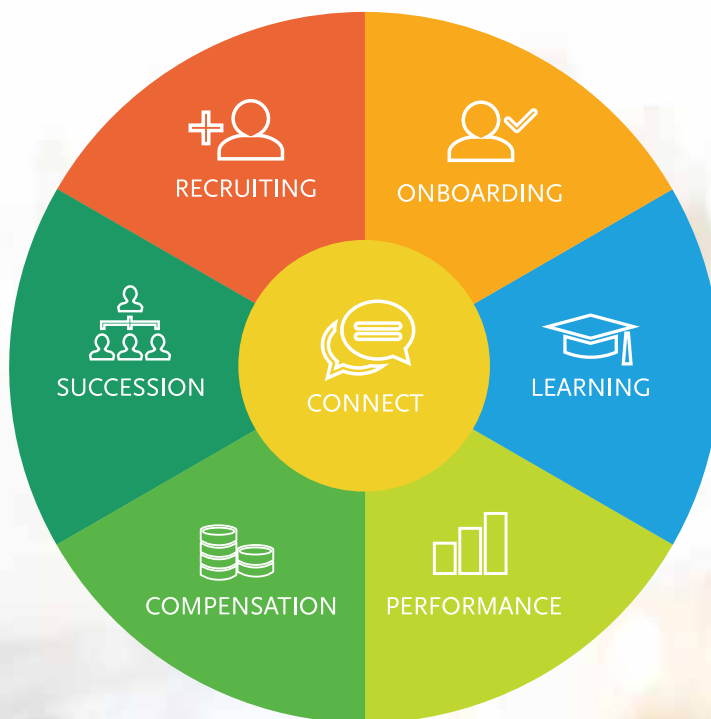 RECRUITING
ONBOARDING
SUCCESSION
CONNECT
LEARNING
COMPENSATION
PERFORMANCE